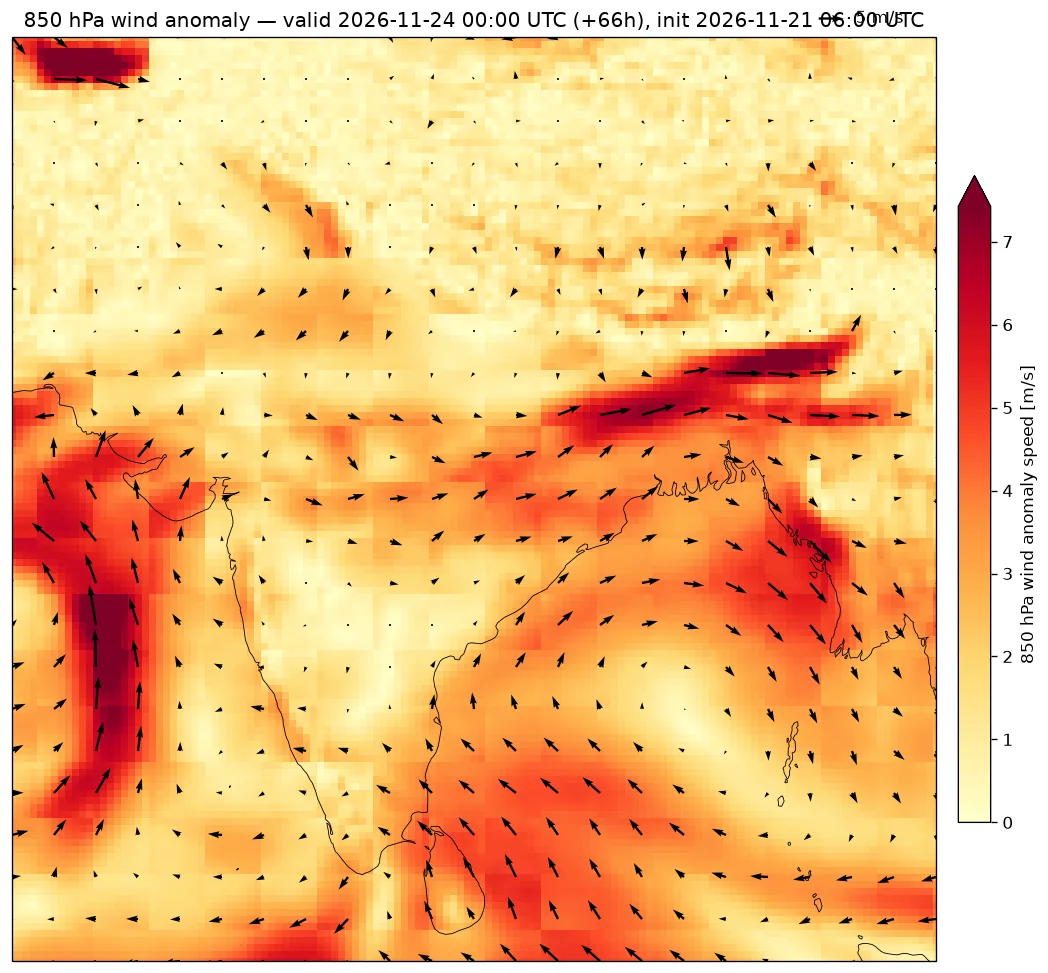 850 hPa wind anomaly — valid 2026-11-24 00:00 UTC (+66h), init 2026-11-21 06:00 UTC
5 m/s
7
6
5
4
3
2
1
0
850 hPa wind anomaly speed [m/s]